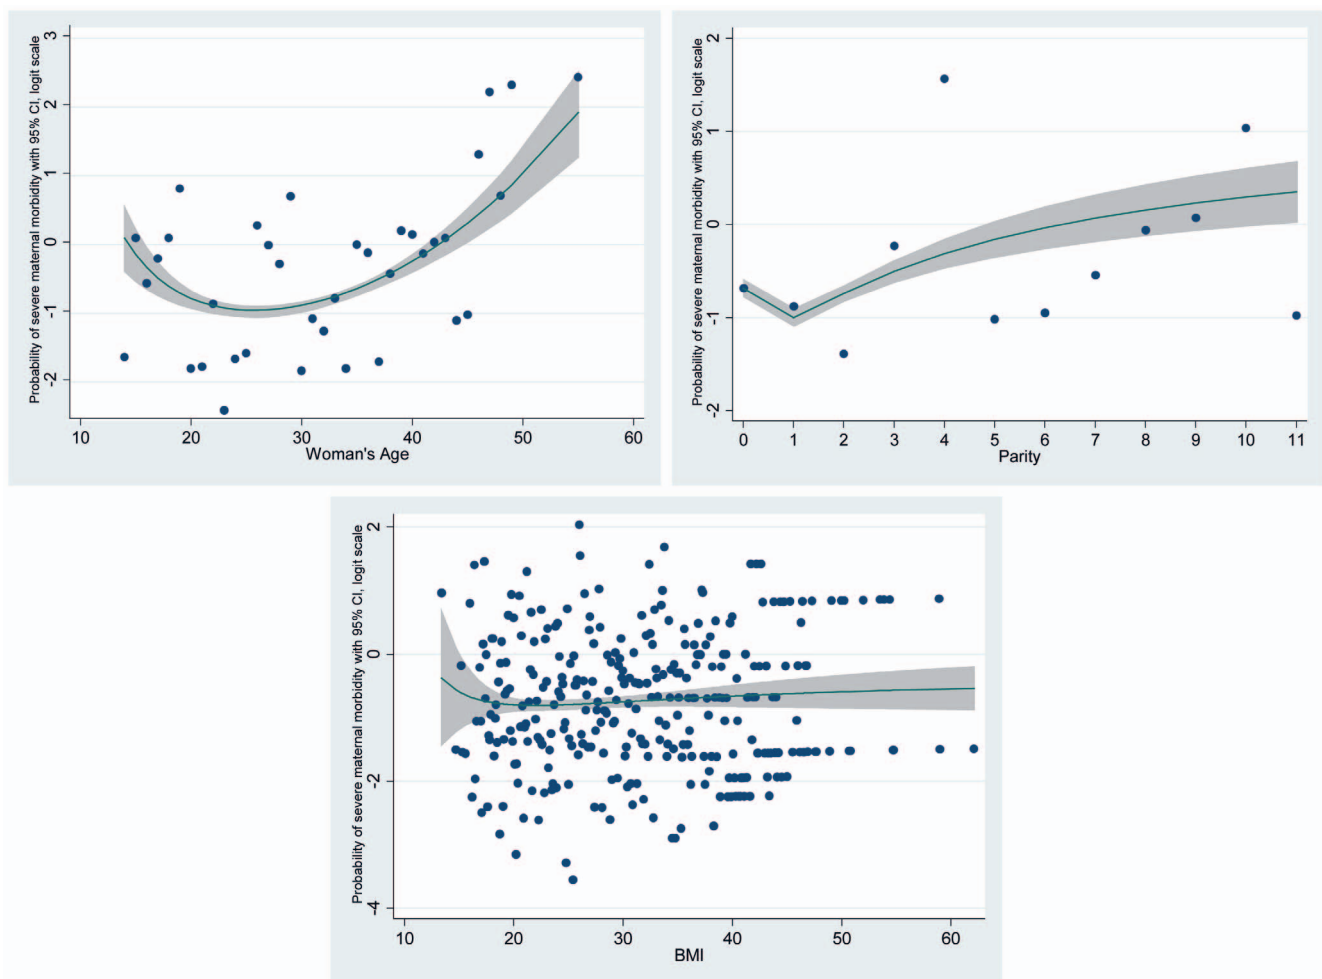 Probability of severe maternal morbidity with 95% CI, logit scale
3
2
1
0
-1
-2
10 20 30 40 50 60
Woman's Age
Probability of severe maternal morbidity with 95% CI, logit scale
2
1
0
-1
-2
0 1 2 3 4 5 6 7 8 9 10 11
Parity
Probability of severe maternal morbidity with 95% CI, logit scale
2
0
-2
-4
10 20 30 40 50 60
BMI